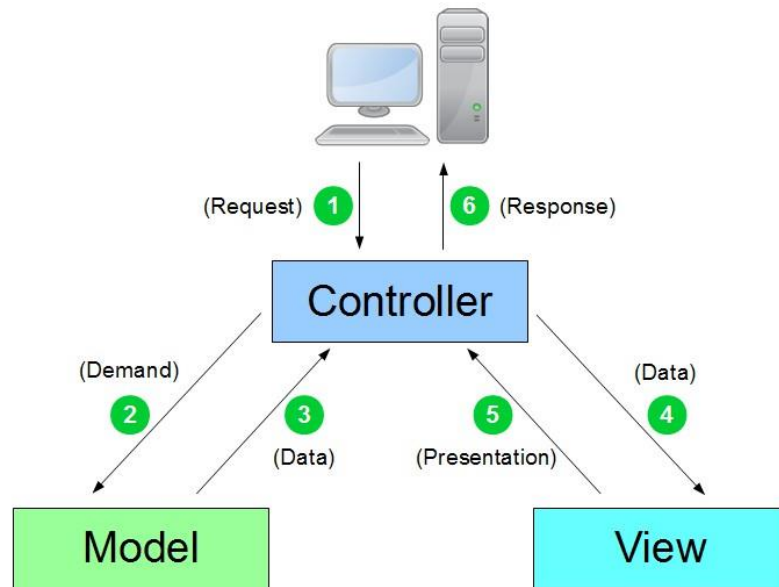 (Request) 1 6 (Response)
Controller
(Demand) (Data)
2 3 5 4
(Data) (Presentation)
Model View